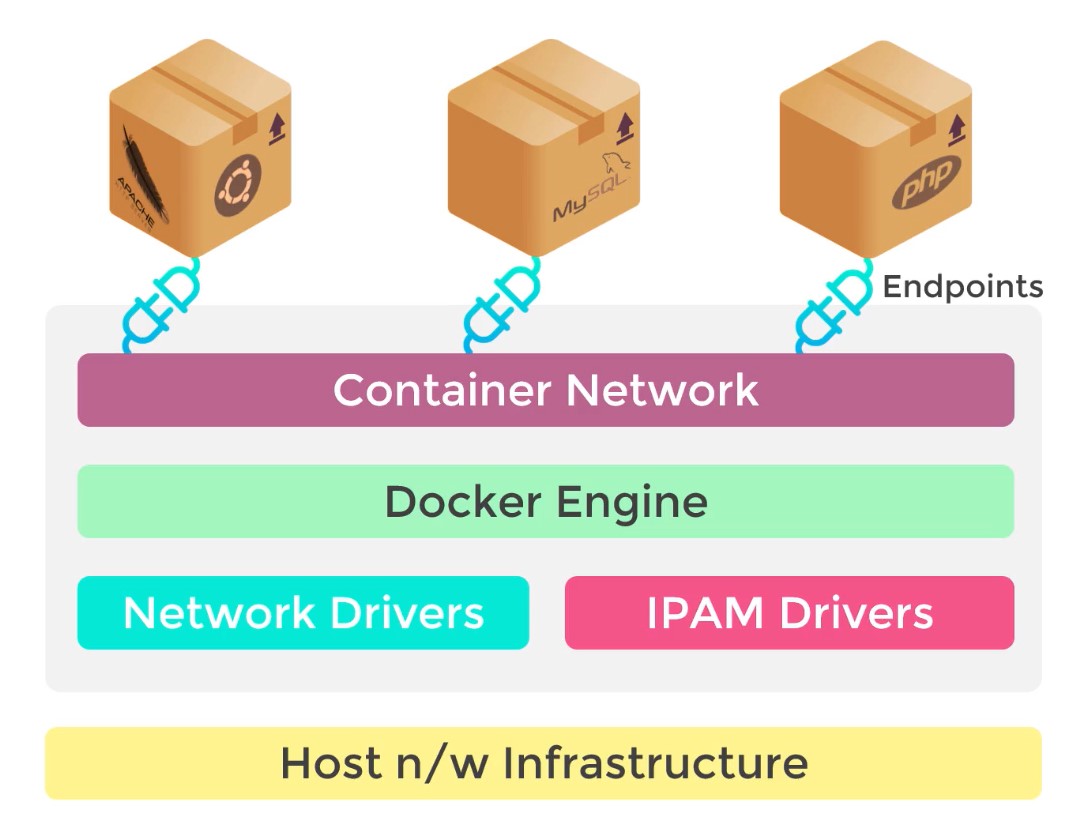 APACHE
MySQL
php
Endpoints
Container Network
Docker Engine
Network Drivers
IPAM Drivers
Host n/w Infrastructure